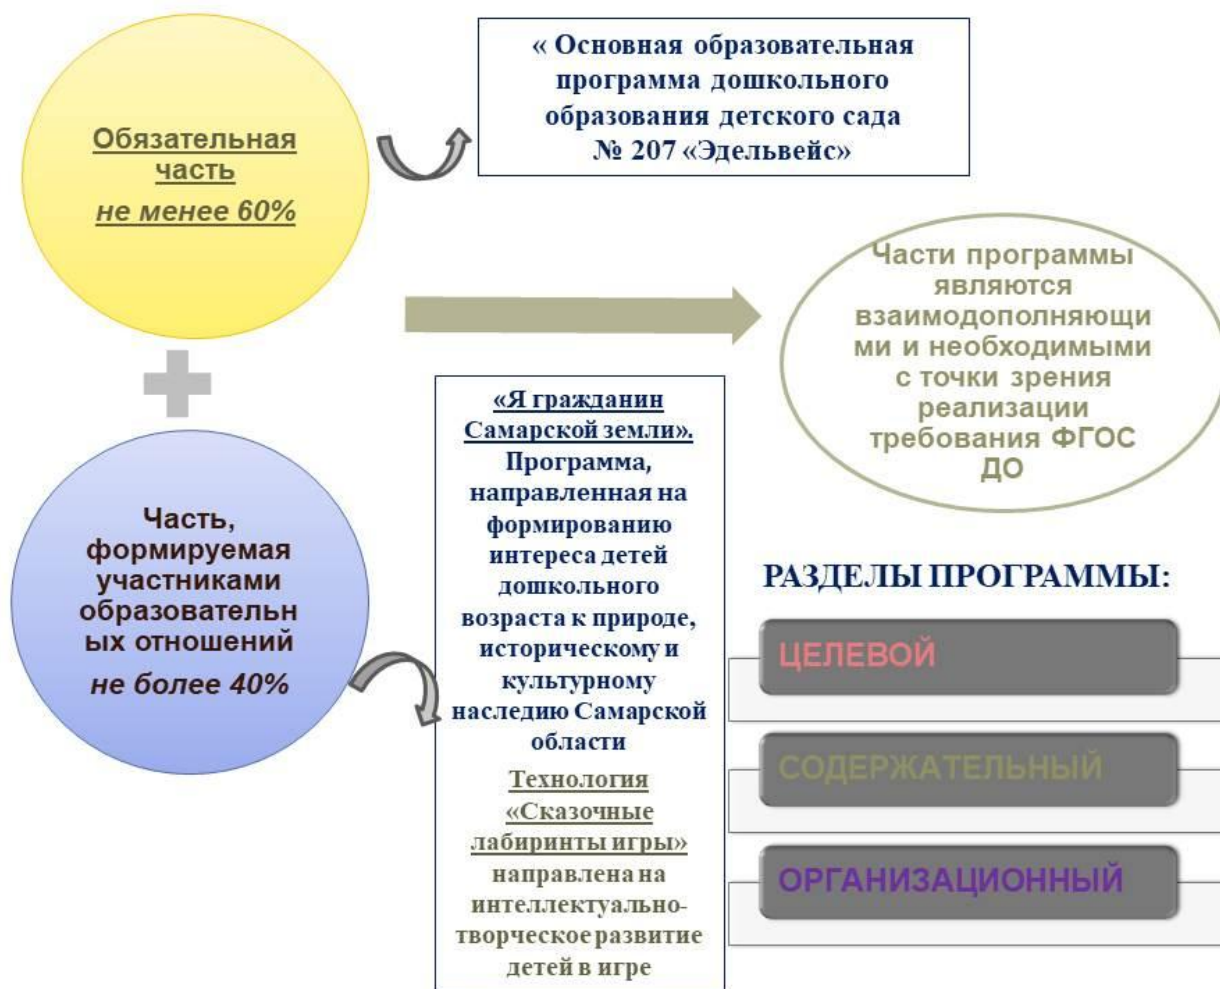 Обязательная
часть
не менее 60%
« Основная образовательная
программа дошкольного
образования детского сада
№ 207 «Эдельвейс»
Части программы
являются
взаимодополняющи
ми и необходимыми
с точки зрения
реализации
требования ФГОС
ДО
Часть,
формируемая
участниками
образовательн
ых отношений
не более 40%
«Я гражданин
Самарской земли».
Программа,
направленная на
формированию
интереса детей
дошкольного
возраста к природе,
историческому и
культурному
наследию Самарской
области
Технология
«Сказочные
лабиринты игры»
направлена на
интеллектуально-
творческое развитие
детей в игре
РАЗДЕЛЫ ПРОГРАММЫ:
ЦЕЛЕВОЙ
СОДЕРЖАТЕЛЬНЫЙ
ОРГАНИЗАЦИОННЫЙ